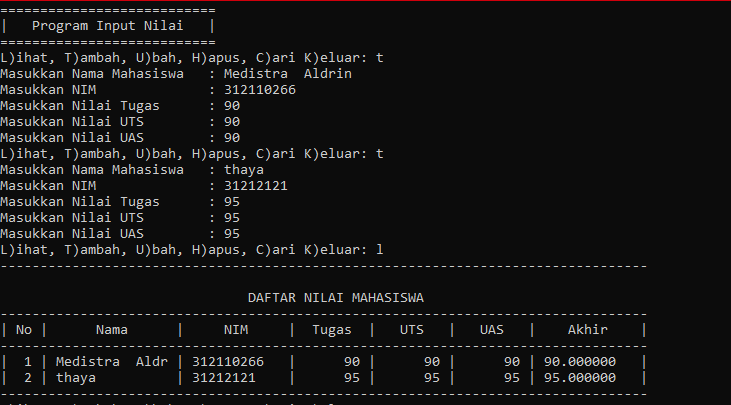 ===========================
|   Program Input Nilai   |
===========================
L)ihat, T)ambah, U)bah, H)apus, C)ari K)eluar: t
Masukkan Nama Mahasiswa   : Medistra  Aldrin
Masukkan NIM              : 312110266
Masukkan Nilai Tugas      : 90
Masukkan Nilai UTS        : 90
Masukkan Nilai UAS        : 90
L)ihat, T)ambah, U)bah, H)apus, C)ari K)eluar: t
Masukkan Nama Mahasiswa   : thaya
Masukkan NIM              : 31212121
Masukkan Nilai Tugas      : 95
Masukkan Nilai UTS        : 95
Masukkan Nilai UAS        : 95
L)ihat, T)ambah, U)bah, H)apus, C)ari K)eluar: l
---------------------------------------------------------------------------------
                               DAFTAR NILAI MAHASISWA
---------------------------------------------------------------------------------
| No |      Nama      |     NIM     |  Tugas  |   UTS   |   UAS   |    Akhir    |
---------------------------------------------------------------------------------
|  1 | Medistra  Aldr | 312110266   |      90 |      90 |      90 | 90.000000   |
|  2 | thaya          | 31212121    |      95 |      95 |      95 | 95.000000   |
---------------------------------------------------------------------------------